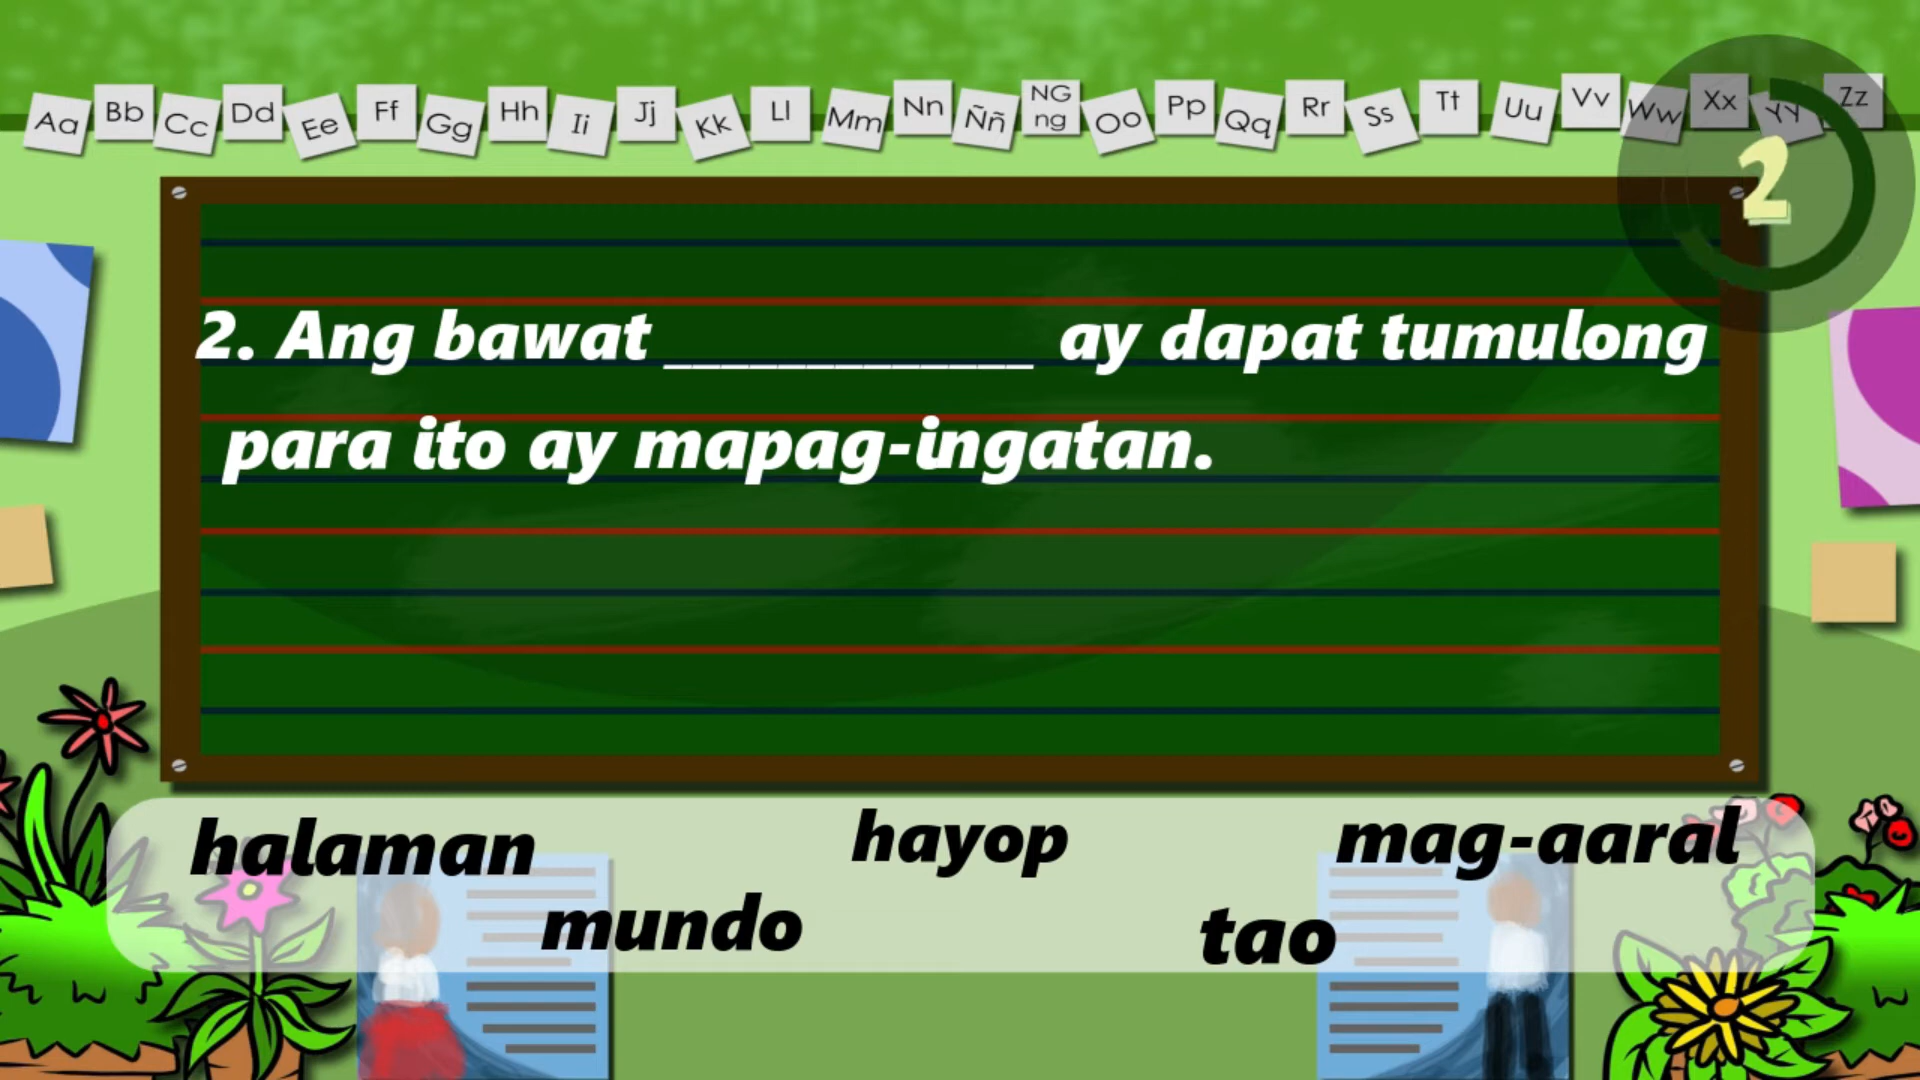 Aa Bb Cc Dd Ee Ff Gg Hh Ii Jj Kk Ll Mm Nn Ññ NG ng Oo Pp Qq Rr Ss Tt Uu Vv Ww Xx Yy Zz
2
2. Ang bawat _____________ ay dapat tumulong
para ito ay mapag-ingatan.
halaman hayop mag-aaral
mundo tao